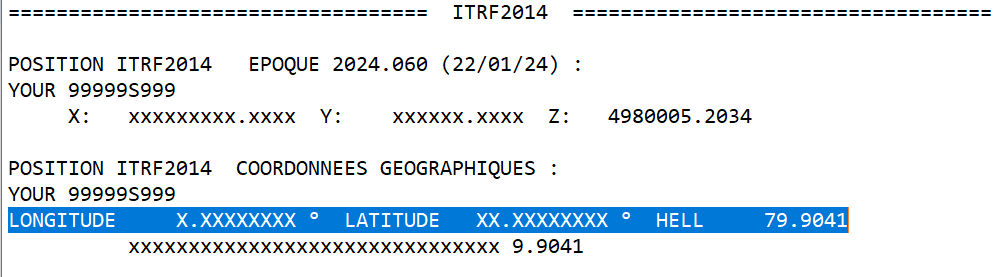 ===================================  ITRF2014  ===================================
POSITION ITRF2014   EPOQUE 2024.060 (22/01/24) :
YOUR 99999S999
X:   xxxxxxxxx.xxxx  Y:    xxxxxx.xxxx  Z:   4980005.2034
POSITION ITRF2014  COORDONNEES GEOGRAPHIQUES :
YOUR 99999S999
LONGITUDE     X.XXXXXXXX °  LATITUDE   XX.XXXXXXXX °  HELL     79.9041
xxxxxxxxxxxxxxxxxxxxxxxxxxxxxxx 9.9041